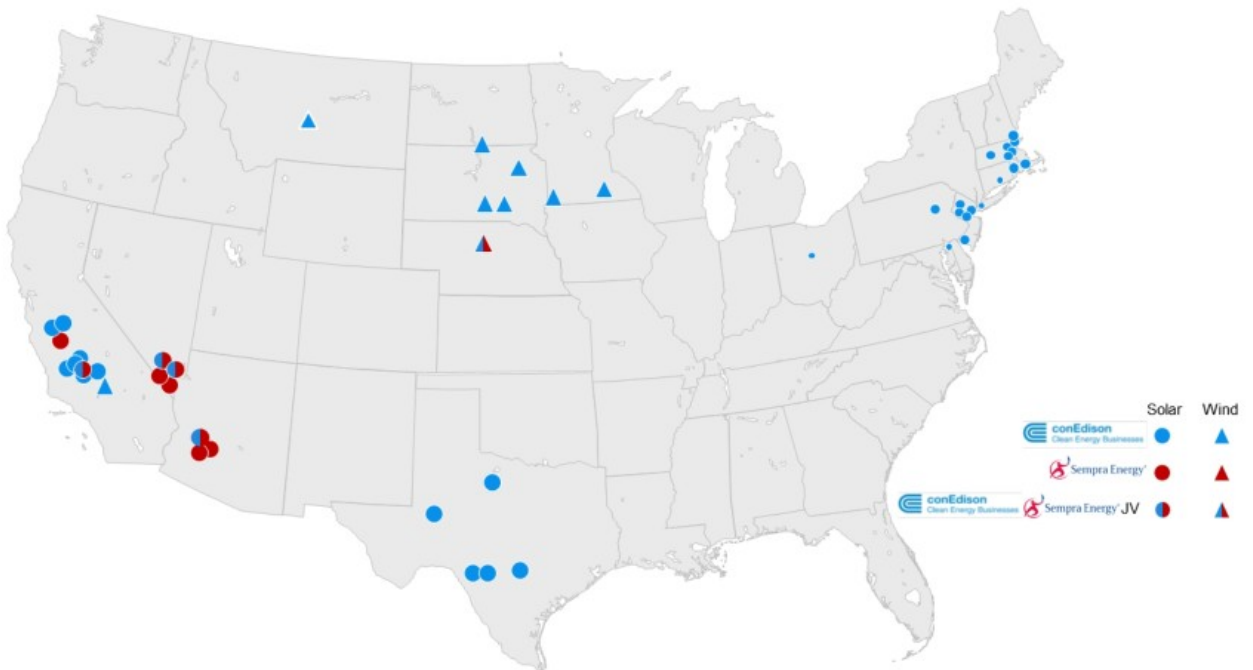 Solar Wind
conEdison
Clean Energy Businesses
Sempra Energy®
conEdison
Clean Energy Businesses
Sempra Energy® JV